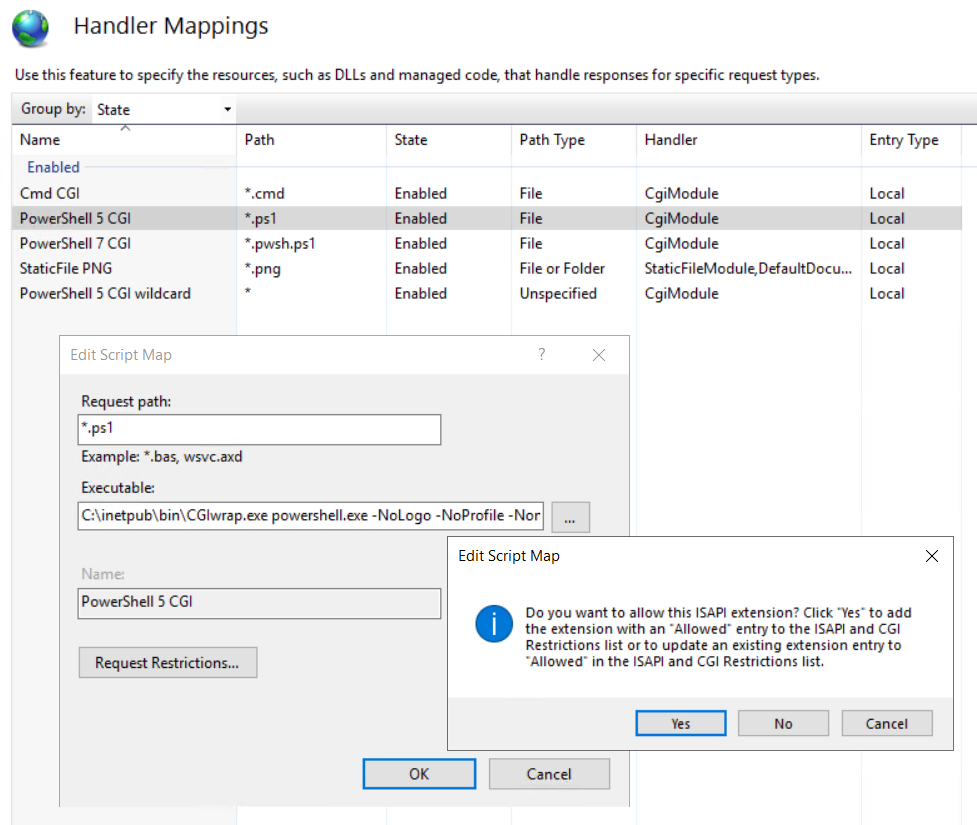 Handler Mappings
Use this feature to specify the resources, such as DLLs and managed code, that handle responses for specific request types.
Group by: State
Name Path State Path Type Handler Entry Type
Enabled
Cmd CGI *.cmd Enabled File CgiModule Local
PowerShell 5 CGI *.ps1 Enabled File CgiModule Local
PowerShell 7 CGI *.pwsh.ps1 Enabled File CgiModule Local
StaticFile PNG *.png Enabled File or Folder StaticFileModule,DefaultDocu... Local
PowerShell 5 CGI wildcard * Enabled Unspecified CgiModule Local
Edit Script Map ?
Request path:
*.ps1
Example: *.bas, wsvc.axd
Executable:
C:\inetpub\bin\CGIwrap.exe powershell.exe -NoLogo -NoProfile -Nor
...
Name:
PowerShell 5 CGI
Request Restrictions...
OK Cancel
Edit Script Map
i
Do you want to allow this ISAPI extension? Click "Yes" to add
the extension with an "Allowed" entry to the ISAPI and CGI
Restrictions list or to update an existing extension entry to
"Allowed" in the ISAPI and CGI Restrictions list.
Yes No Cancel